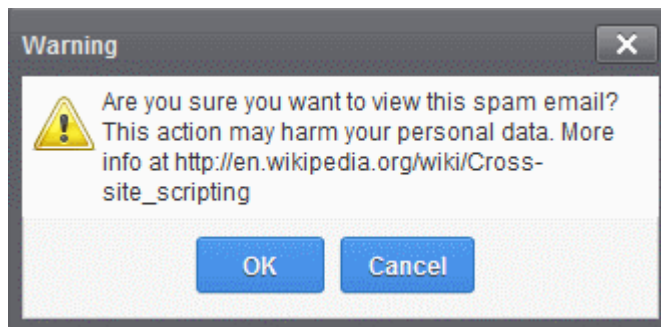 Warning
Are you sure you want to view this spam email?
This action may harm your personal data. More
info at http://en.wikipedia.org/wiki/Cross-
site_scripting
OK Cancel